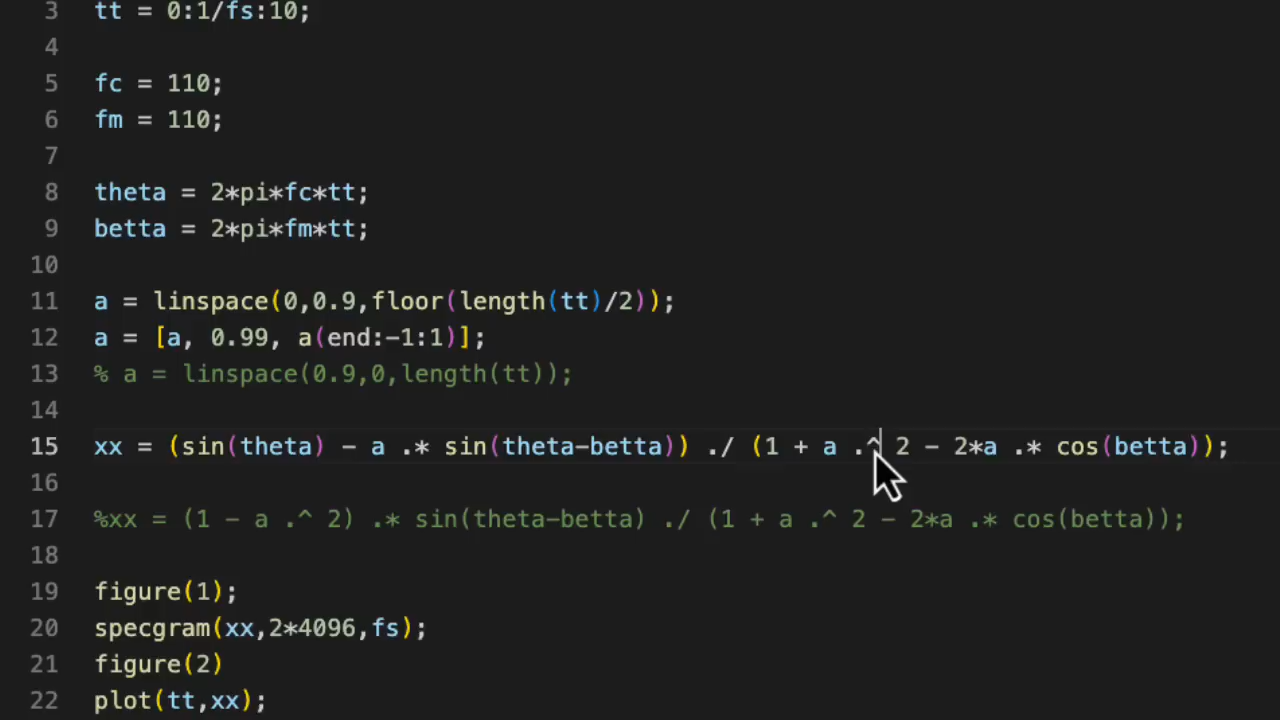 3 tt = 0:1/fs:10;
4
5 fc = 110;
6 fm = 110;
7
8 theta = 2*pi*fc*tt;
9 betta = 2*pi*fm*tt;
10
11 a = linspace(0,0.9,floor(length(tt)/2));
12 a = [a, 0.99, a(end:-1:1)];
13 % a = linspace(0.9,0,length(tt));
14
15 xx = (sin(theta) - a .* sin(theta-betta)) ./ (1 + a .^ 2 - 2*a .* cos(betta));
16
17 %xx = (1 - a .^ 2) .* sin(theta-betta) ./ (1 + a .^ 2 - 2*a .* cos(betta));
18
19 figure(1);
20 specgram(xx,2*4096,fs);
21 figure(2)
22 plot(tt,xx);